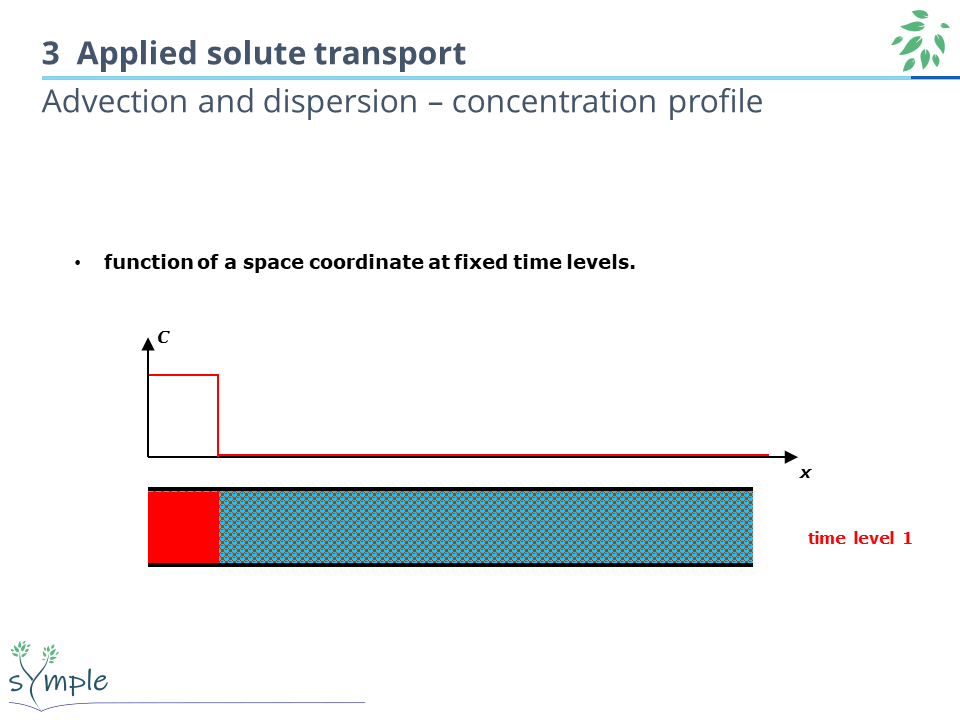 3 Applied solute transport
Advection and dispersion – concentration profile
• function of a space coordinate at fixed time levels.
C
x
time level 1
sYmple